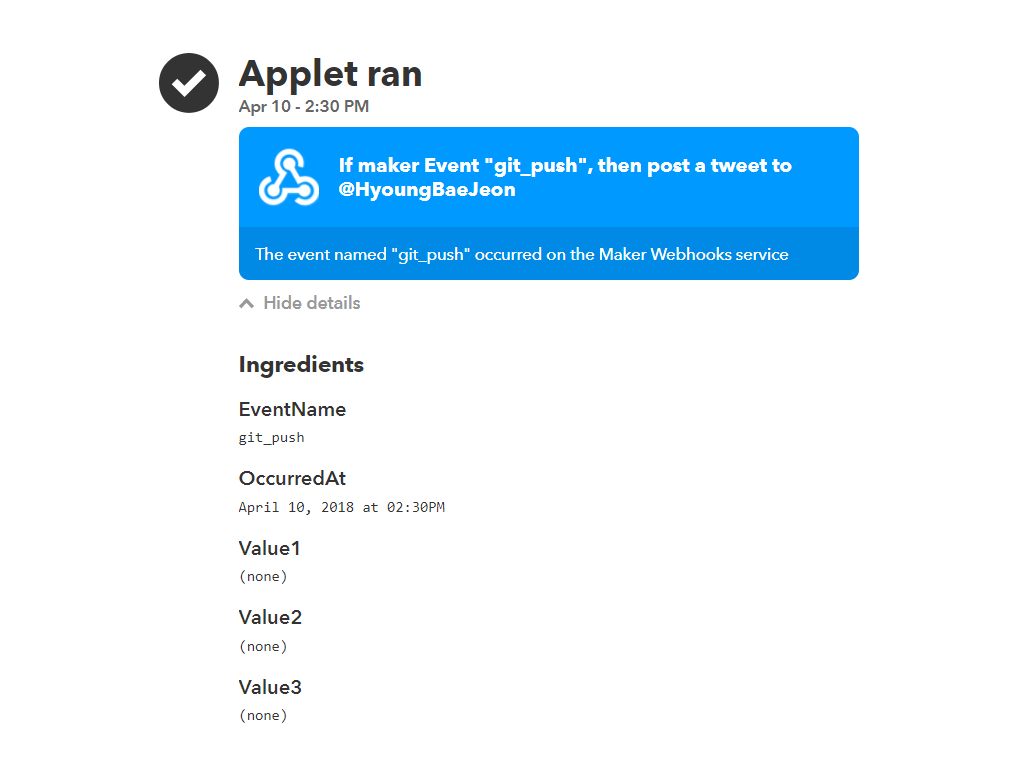 Applet ran
Apr 10 - 2:30 PM
If maker Event "git_push", then post a tweet to
@HyoungBaeJeon
The event named "git_push" occurred on the Maker Webhooks service
Hide details
Ingredients
EventName
git_push
OccurredAt
April 10, 2018 at 02:30PM
Value1
(none)
Value2
(none)
Value3
(none)